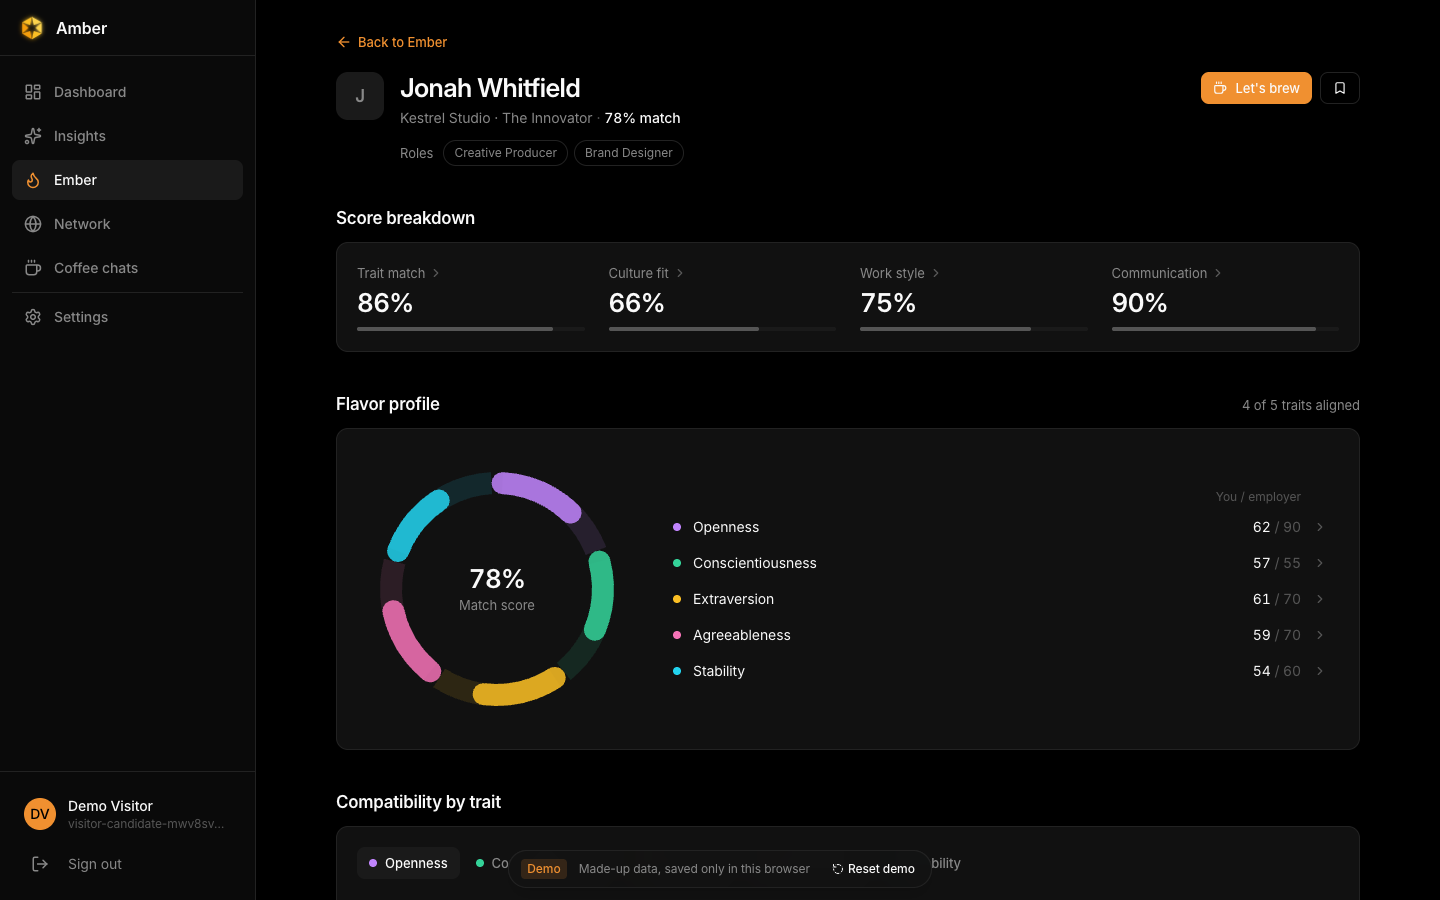 Amber
Dashboard
Insights
Ember
Network
Coffee chats
Settings
DV
Demo Visitor
visitor-candidate-mwv8sv...
Sign out
Back to Ember
J
Jonah Whitfield
Kestrel Studio · The Innovator · 78% match
Roles Creative Producer Brand Designer
Let's brew
Score breakdown
Trait match
86%
Culture fit
66%
Work style
75%
Communication
90%
Flavor profile
4 of 5 traits aligned
78%
Match score
You / employer
Openness 62 / 90
Conscientiousness 57 / 55
Extraversion 61 / 70
Agreeableness 59 / 70
Stability 54 / 60
Compatibility by trait
Openness Co bility
Demo Made-up data, saved only in this browser Reset demo